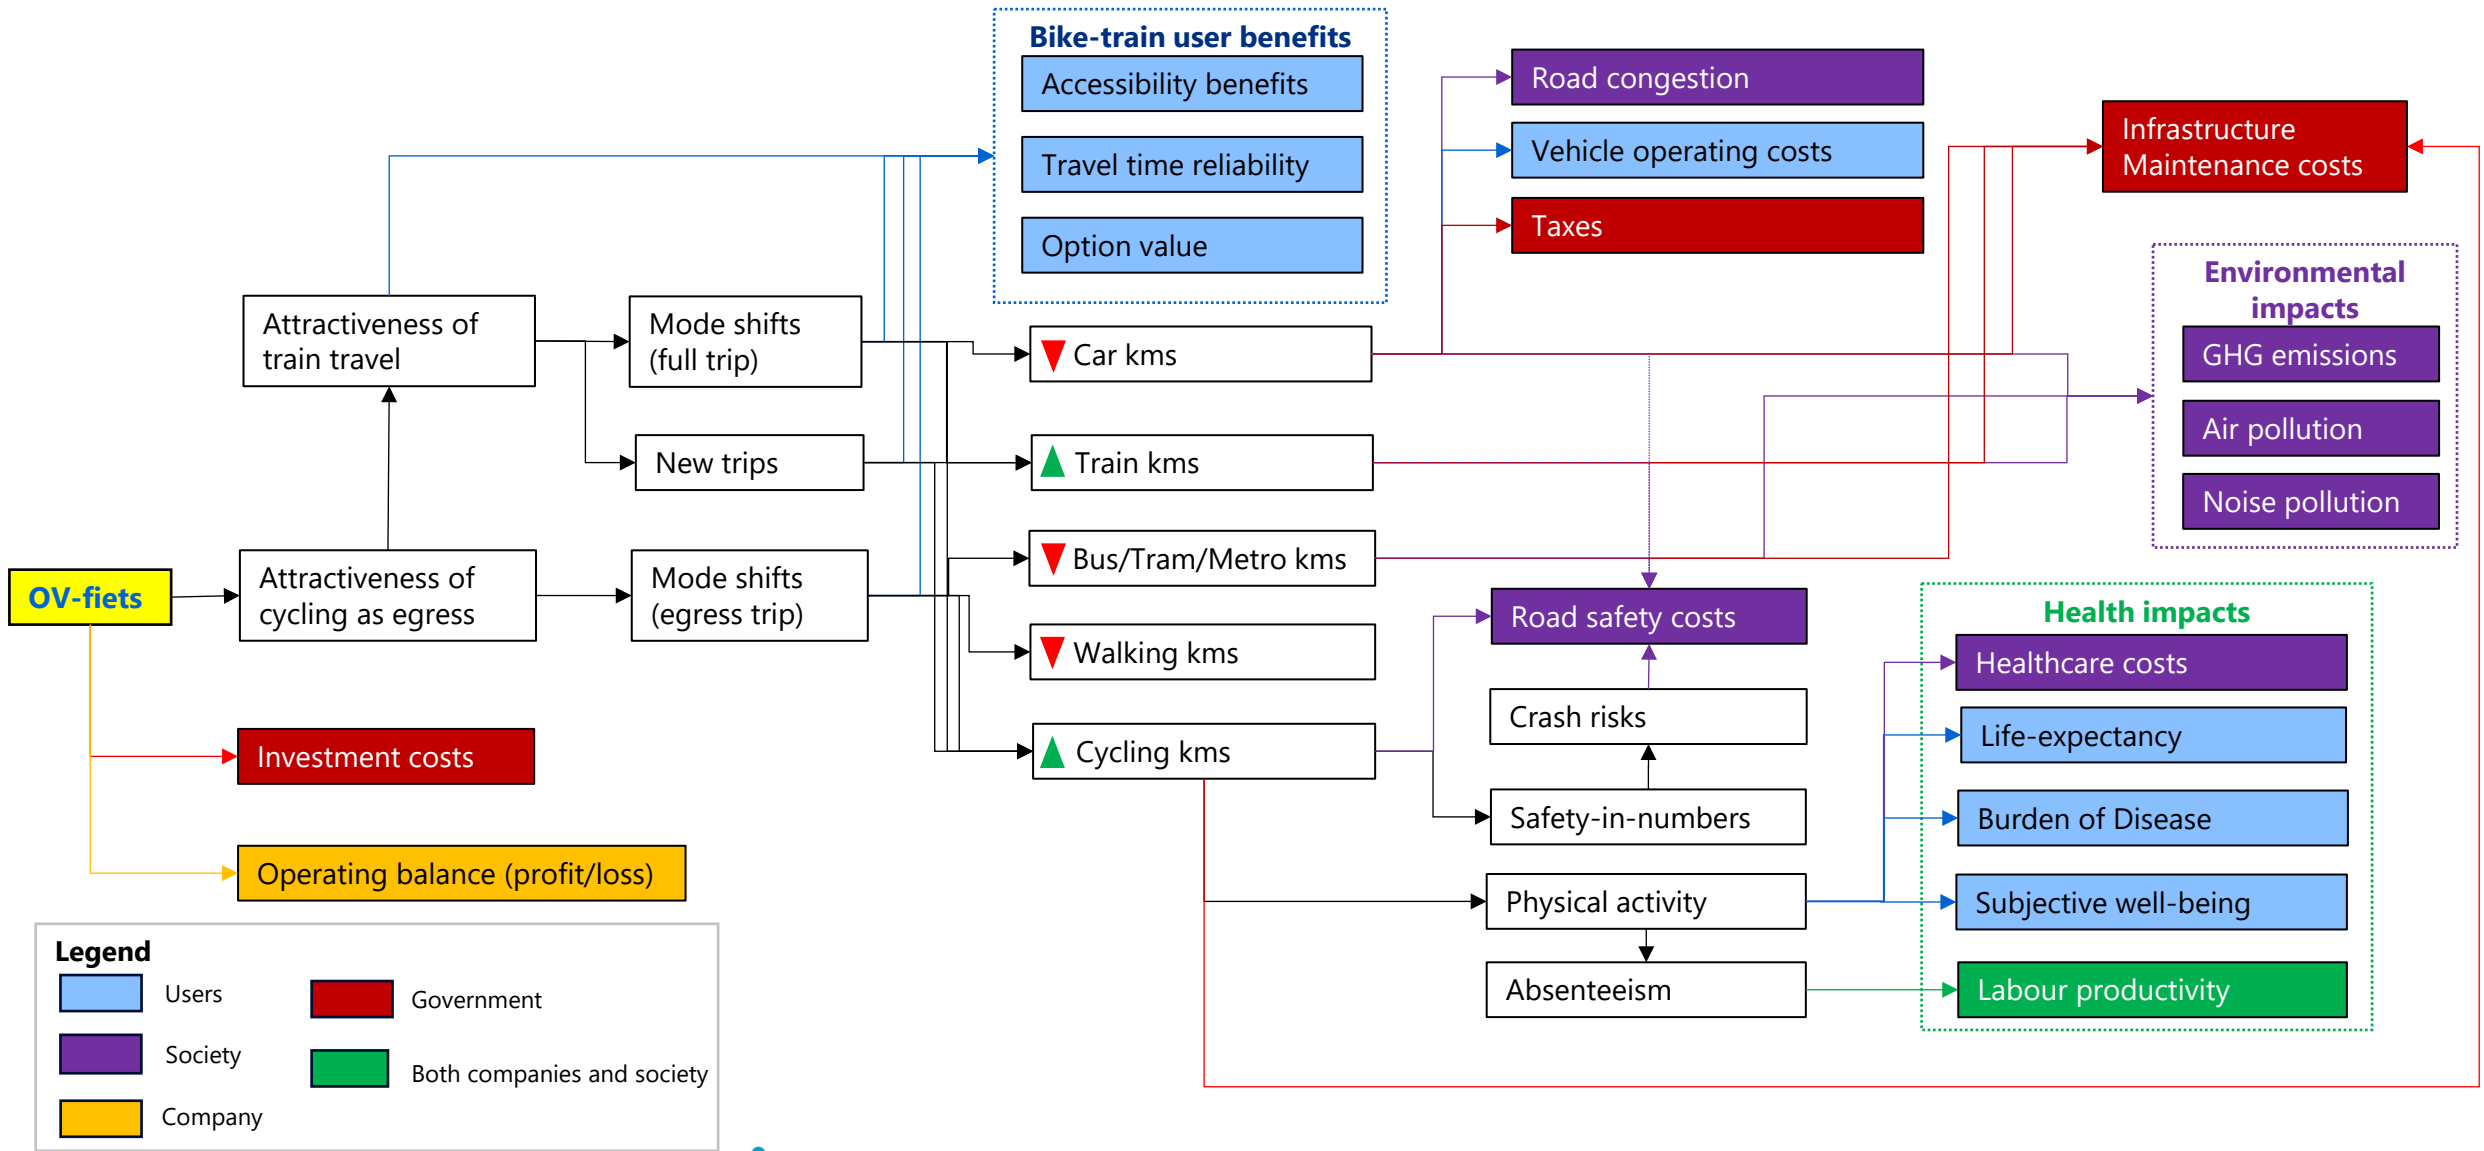 Bike-train user benefits
Accessibility benefits
Travel time reliability
Option value
Road congestion
Vehicle operating costs
Taxes
Infrastructure
Maintenance costs
Environmental
impacts
GHG emissions
Air pollution
Noise pollution
Attractiveness of
train travel
Mode shifts
(full trip)
New trips
Car kms
Train kms
OV-fiets
Attractiveness of
cycling as egress
Mode shifts
(egress trip)
Bus/Tram/Metro kms
Walking kms
Cycling kms
Road safety costs
Crash risks
Safety-in-numbers
Physical activity
Absenteeism
Health impacts
Healthcare costs
Life-expectancy
Burden of Disease
Subjective well-being
Labour productivity
Investment costs
Operating balance (profit/loss)
Legend
Users
Society
Company
Government
Both companies and society